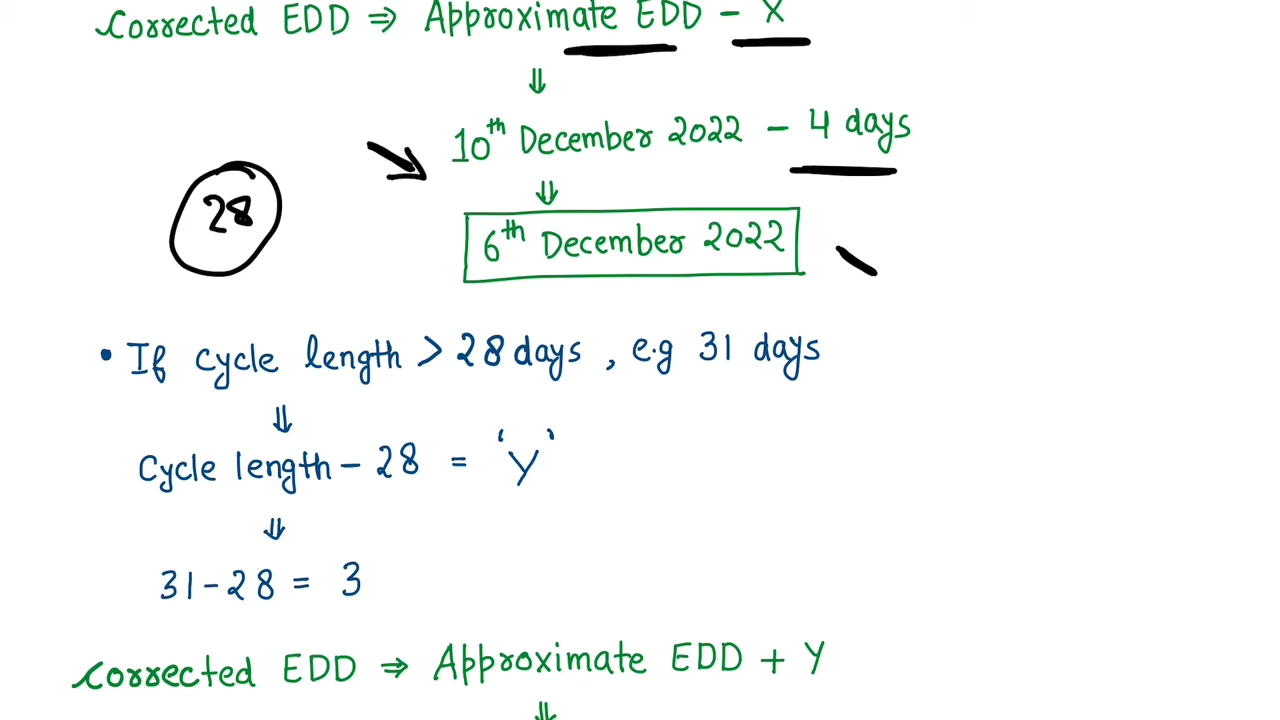 Corrected EDD ⇒ Approximate EDD - X
⇓
10th December 2022 - 4 days
⇓
28
6th December 2022
• If cycle length > 28 days, e.g 31 days
⇓
Cycle length - 28 = 'Y'
⇓
31 - 28 = 3
Corrected EDD ⇒ Approximate EDD + Y
⇓